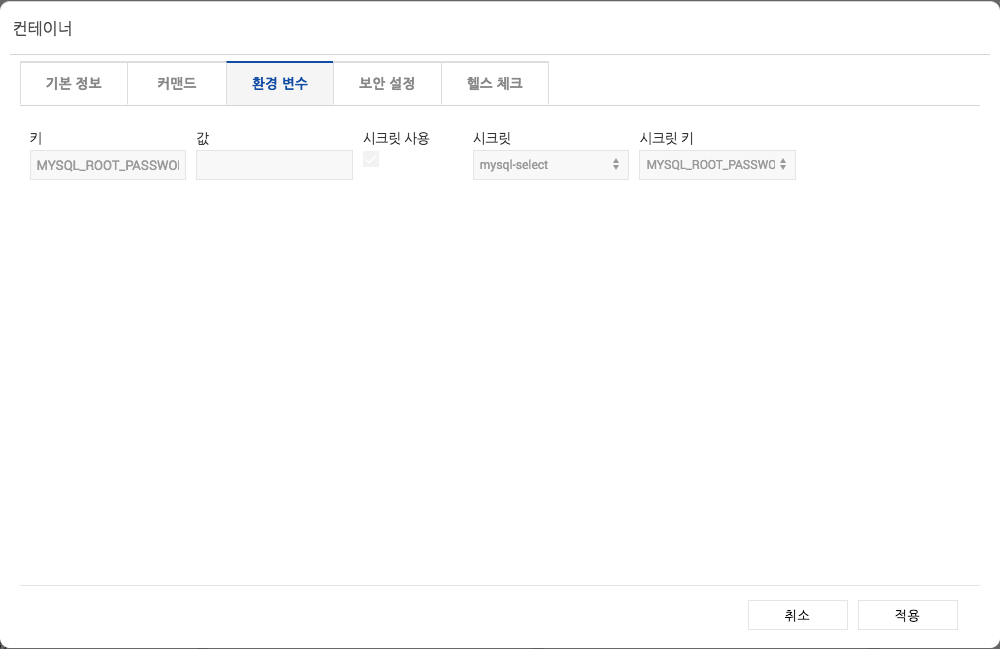 컨테이너
기본 정보 커맨드 환경 변수 보안 설정 헬스 체크
키 값 시크릿 사용 시크릿 시크릿 키
MYSQL_ROOT_PASSWO mysql-select MYSQL_ROOT_PASSWO
취소 적용